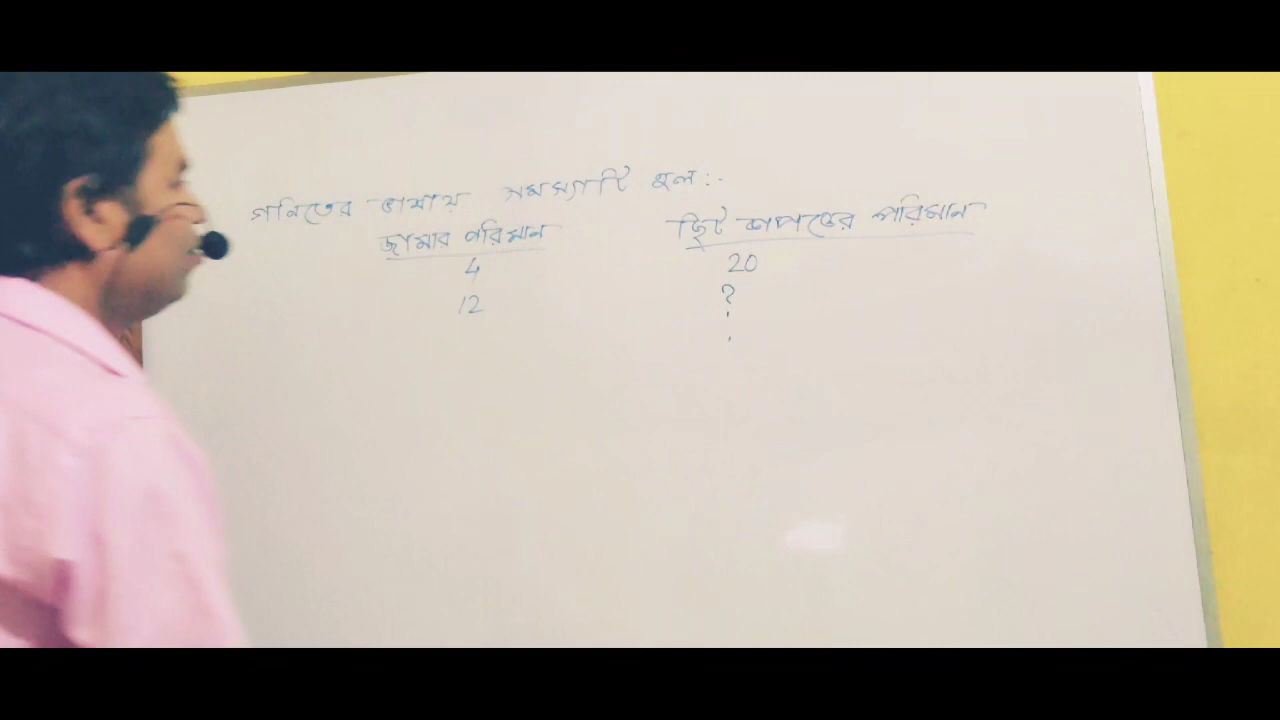 গনিতের ভাষায় সমস্যাটি হল:-
জামার পরিমান ছিট কাপড়ের পরিমান
4 20
12 ?